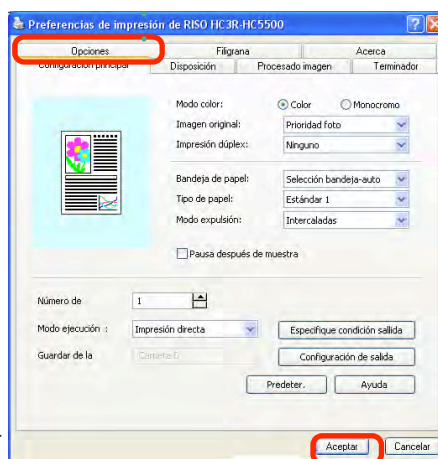 Preferencias de impresión de RISO HC3R-HC5500
Opciones Filigrana Acerca
Configuración principal Disposición Procesado imagen Terminador
Modo color: Color Monocromo
Imagen original: Prioridad foto
Impresión dúplex: Ninguno
Bandeja de papel: Selección bandeja-auto
Tipo de papel: Estándar 1
Modo expulsión: Intercaladas
Pausa después de muestra
Número de 1
Modo ejecución : Impresión directa Especifique condición sallida
Guardar de la Configuración de salida
Predeter. Ayuda
Aceptar Cancelar